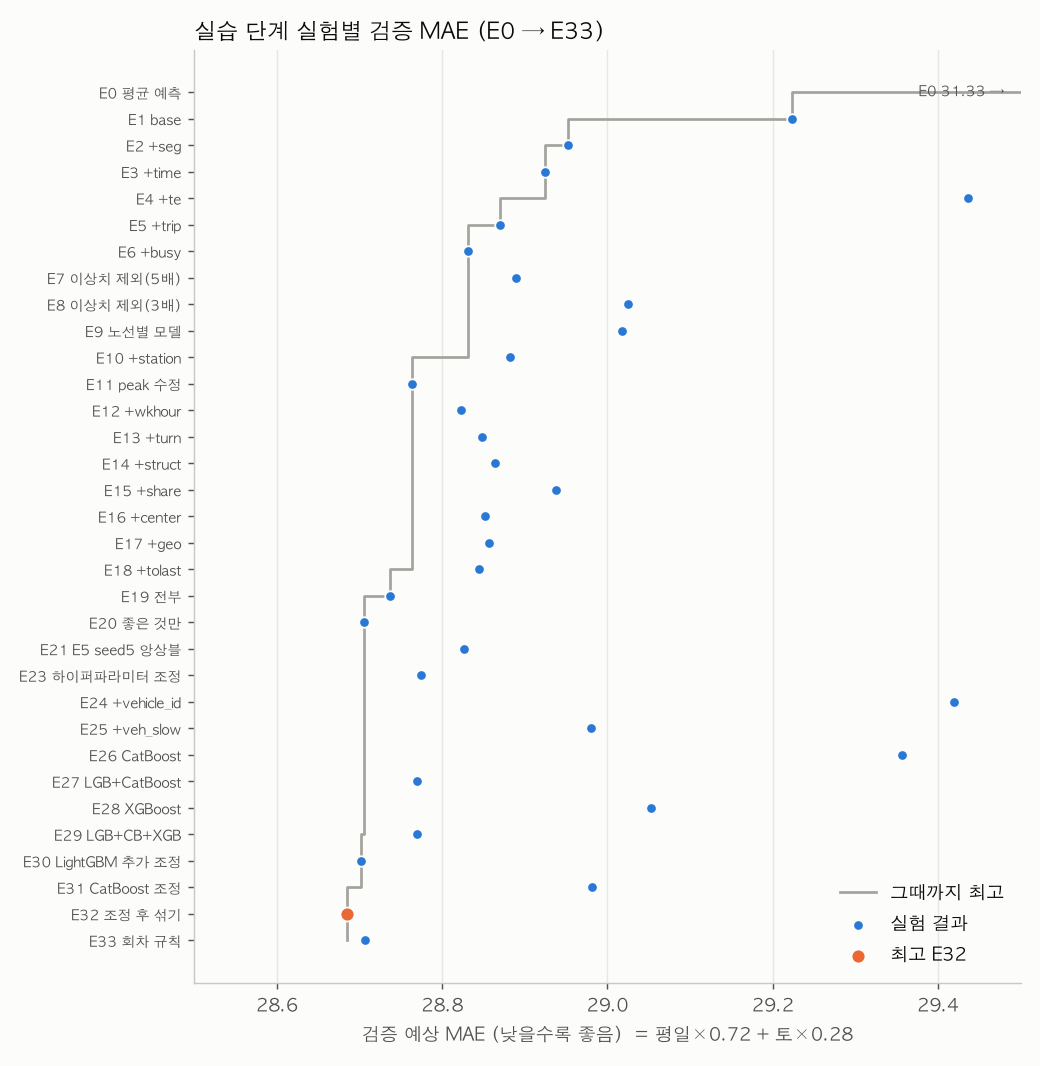 실습 단계 실험별 검증 MAE (E0 → E33)
E0 평균 예측
E0 31.33 →
E1 base
E2 +seg
E3 +time
E4 +te
E5 +trip
E6 +busy
E7 이상치 제외(5배)
E8 이상치 제외(3배)
E9 노선별 모델
E10 +station
E11 peak 수정
E12 +wkhour
E13 +turn
E14 +struct
E15 +share
E16 +center
E17 +geo
E18 +tolast
E19 전부
E20 좋은 것만
E21 E5 seed5 앙상블
E23 하이퍼파라미터 조정
E24 +vehicle_id
E25 +veh_slow
E26 CatBoost
E27 LGB+CatBoost
E28 XGBoost
E29 LGB+CB+XGB
E30 LightGBM 추가 조정
E31 CatBoost 조정
E32 조정 후 섞기
E33 회차 규칙
그때까지 최고
실험 결과
최고 E32
28.6 28.8 29.0 29.2 29.4
검증 예상 MAE (낮을수록 좋음) = 평일×0.72 + 토×0.28